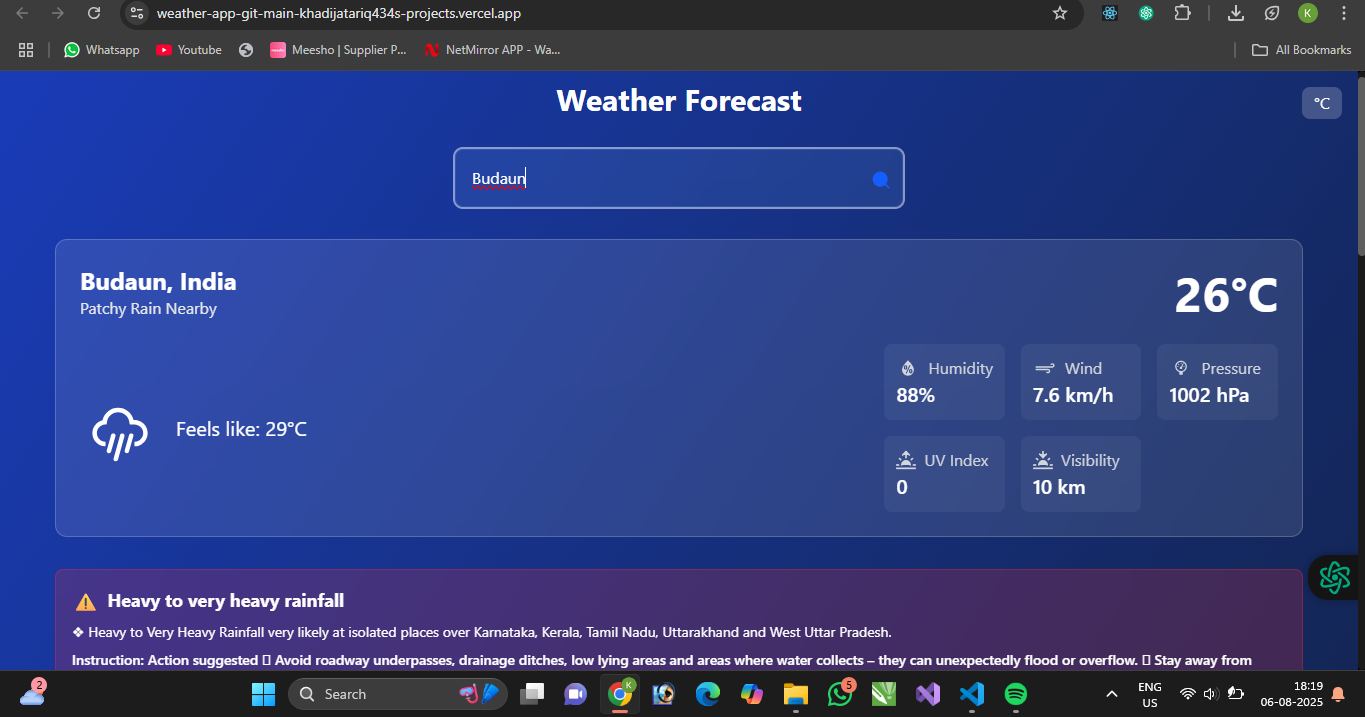 weather-app-git-main-khadijatariq434s-projects.vercel.app
K
Whatsapp
Youtube
Meesho | Supplier P...
NetMirror APP - Wa...
All Bookmarks
Weather Forecast
°C
Budaun
Budaun, India
Patchy Rain Nearby
26°C
Humidity
88%
Wind
7.6 km/h
Pressure
1002 hPa
Feels like: 29°C
UV Index
0
Visibility
10 km
Heavy to very heavy rainfall
❖ Heavy to Very Heavy Rainfall very likely at isolated places over Karnataka, Kerala, Tamil Nadu, Uttarakhand and West Uttar Pradesh.
Instruction: Action suggested  Avoid roadway underpasses, drainage ditches, low lying areas and areas where water collects – they can unexpectedly flood or overflow.  Stay away from
2
Search
K
5
ENG
US
18:19
06-08-2025